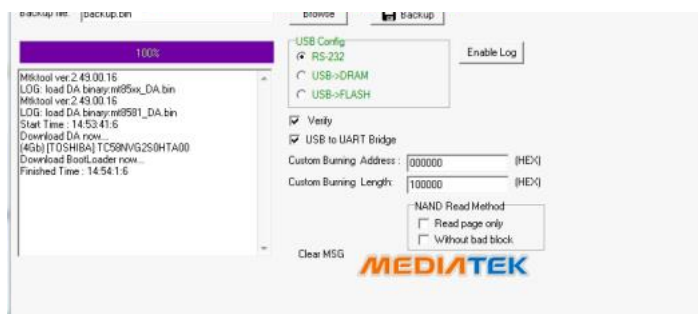 Backup file: backup.bin Browse Backup
100%
USB Config
RS-232
USB->DRAM
USB->FLASH
Enable Log
Mtktool ver:2.49.00.16
LOG: load DA binary:mt85xx_DA.bin
Mtktool ver:2.49.00.16
LOG: load DA binary:mt8581_DA.bin
Start Time : 14:53:41:6
Download DA now...
(4Gb) [TOSHIBA] TC58NVG2S0HTA00
Download BootLoader now...
Finished Time : 14:54:1:6
Verify
USB to UART Bridge
Custom Burning Address : 000000 (HEX)
Custom Burning Length: 100000 (HEX)
NAND Read Method
Read page only
Without bad block
Clear MSG
MEDIATEK